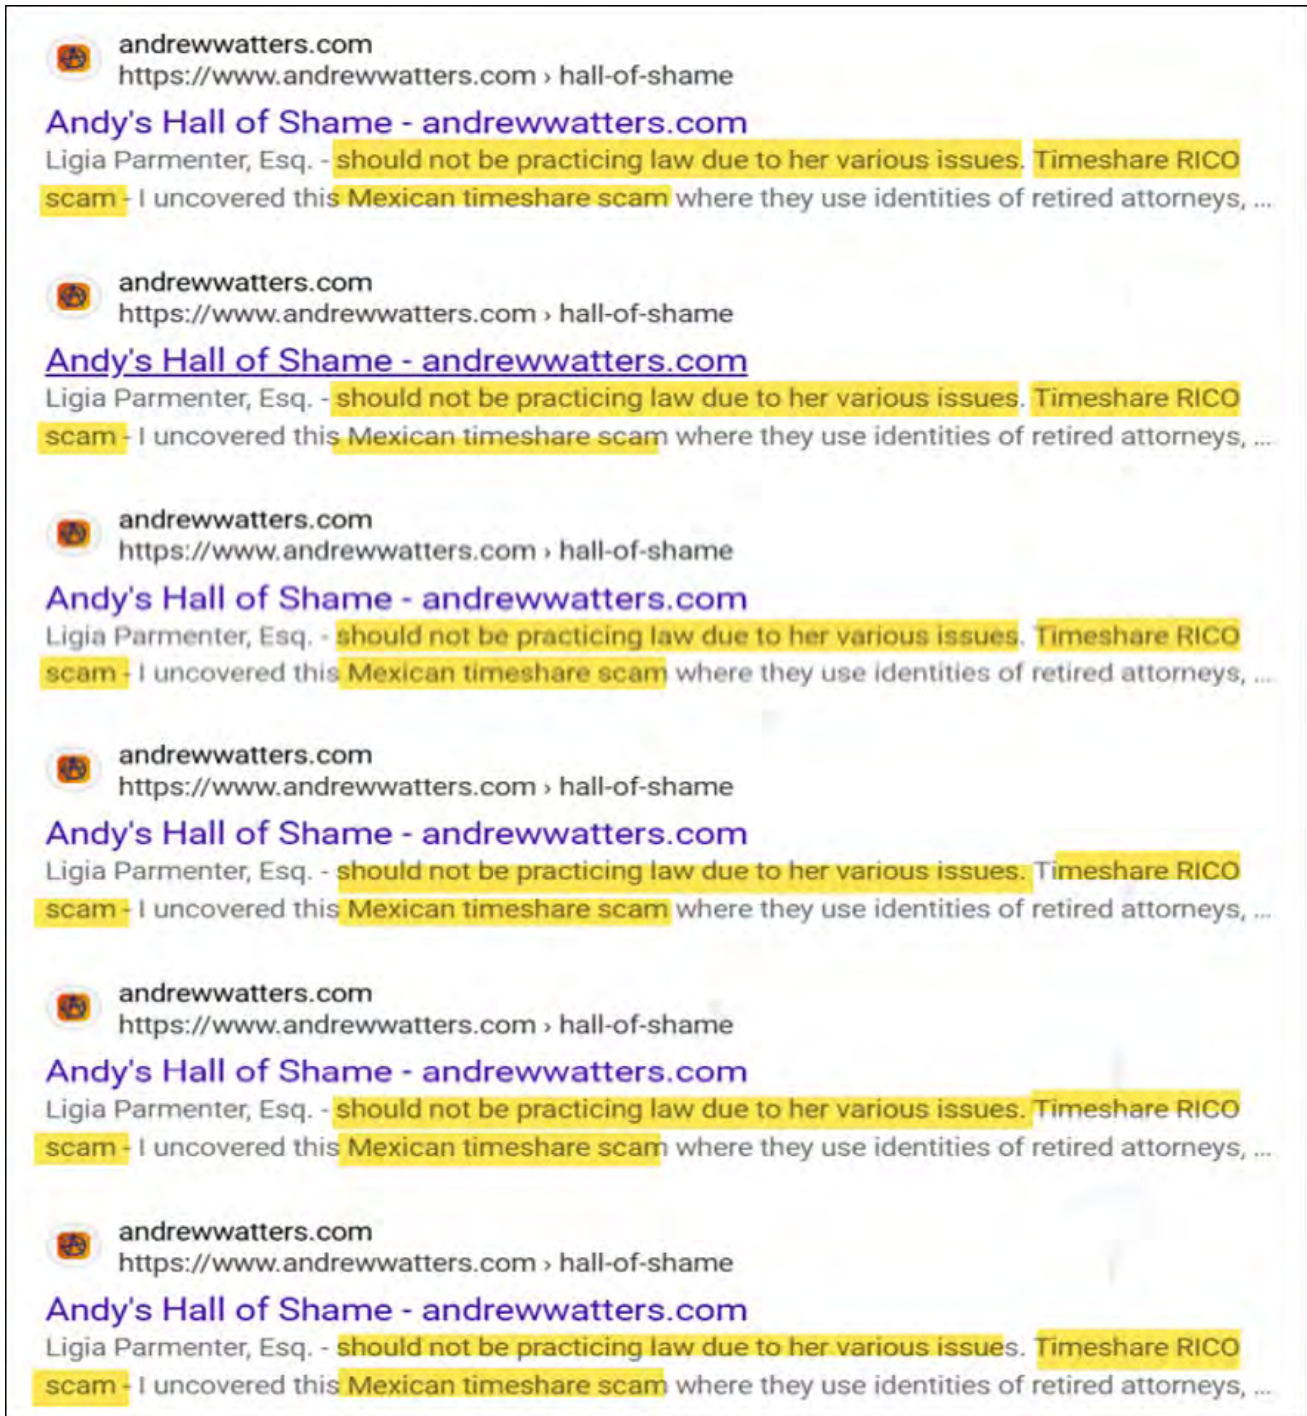 andrewwatters.com
https://www.andrewwatters.com › hall-of-shame
Andy's Hall of Shame - andrewwatters.com
Ligia Parmenter, Esq. - should not be practicing law due to her various issues. Timeshare RICO
scam - I uncovered this Mexican timeshare scam where they use identities of retired attorneys, ...
andrewwatters.com
https://www.andrewwatters.com › hall-of-shame
Andy's Hall of Shame - andrewwatters.com
Ligia Parmenter, Esq. - should not be practicing law due to her various issues. Timeshare RICO
scam - I uncovered this Mexican timeshare scam where they use identities of retired attorneys, ...
andrewwatters.com
https://www.andrewwatters.com › hall-of-shame
Andy's Hall of Shame - andrewwatters.com
Ligia Parmenter, Esq. - should not be practicing law due to her various issues. Timeshare RICO
scam - I uncovered this Mexican timeshare scam where they use identities of retired attorneys, ...
andrewwatters.com
https://www.andrewwatters.com › hall-of-shame
Andy's Hall of Shame - andrewwatters.com
Ligia Parmenter, Esq. - should not be practicing law due to her various issues. Timeshare RICO
scam - I uncovered this Mexican timeshare scam where they use identities of retired attorneys, ...
andrewwatters.com
https://www.andrewwatters.com › hall-of-shame
Andy's Hall of Shame - andrewwatters.com
Ligia Parmenter, Esq. - should not be practicing law due to her various issues. Timeshare RICO
scam - I uncovered this Mexican timeshare scam where they use identities of retired attorneys, ...
andrewwatters.com
https://www.andrewwatters.com › hall-of-shame
Andy's Hall of Shame - andrewwatters.com
Ligia Parmenter, Esq. - should not be practicing law due to her various issues. Timeshare RICO
scam - I uncovered this Mexican timeshare scam where they use identities of retired attorneys, ...